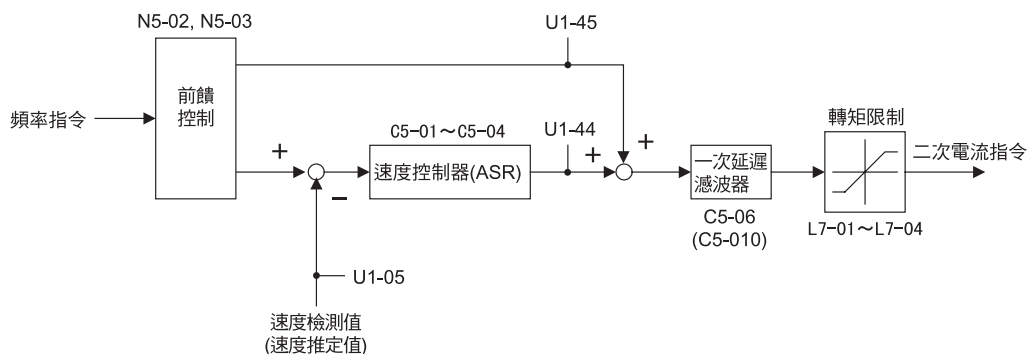 N5-02, N5-03
U1-45
前饋
控制
頻率指令
C5-01～C5-04
U1-44
轉矩限制
+
+
+
速度控制器(ASR)
一次延遲
濾波器
二次電流指令
−
C5-06
(C5-010)
L7-01～L7-04
U1-05
速度檢測值
(速度推定值)